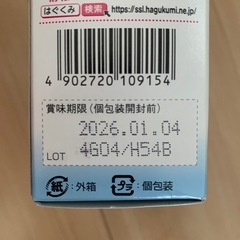 はぐくみ 検索 https://ssl.hagukumi.ne.jp/
4 902720 109154
賞味期限（個包装開封前）
2026.01.04
LOT 4G04/H54B
紙：外箱 プラ：個包装